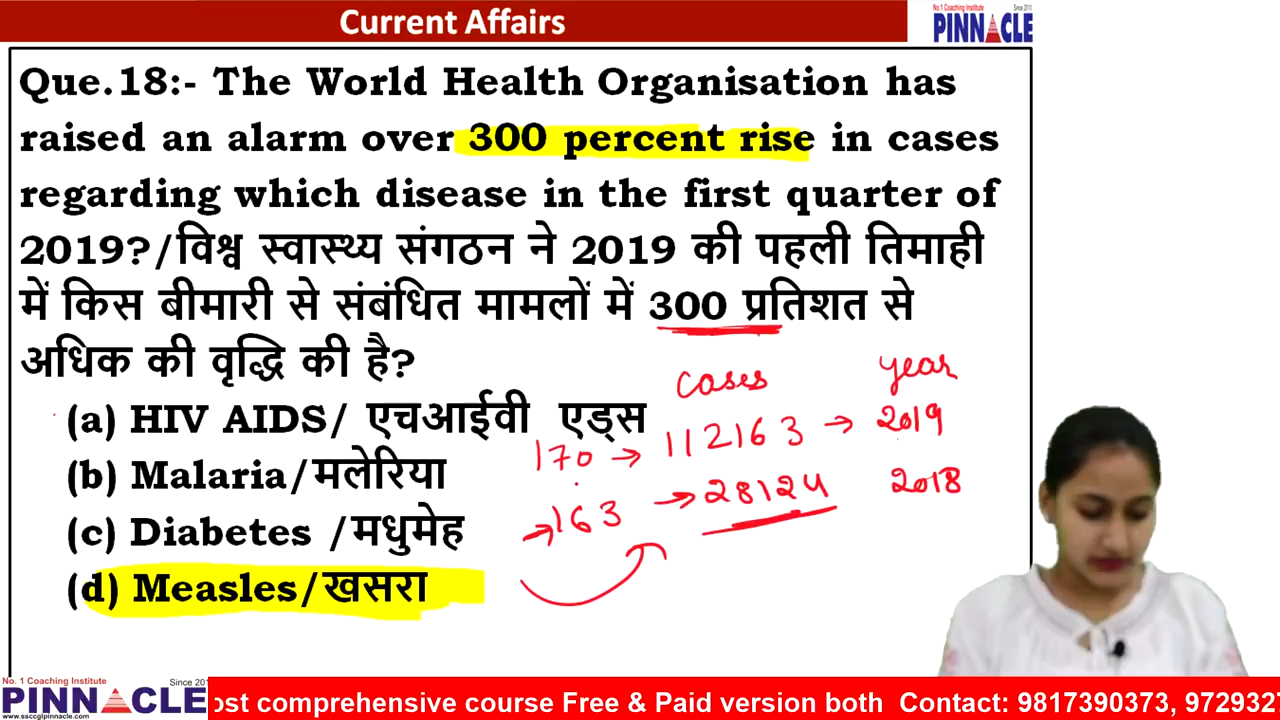 Current Affairs
No.1 Coaching Institute Since 2010
PINNACLE
Que.18:- The World Health Organisation has
raised an alarm over 300 percent rise in cases
regarding which disease in the first quarter of
2019?/विश्व स्वास्थ्य संगठन ने 2019 की पहली तिमाही
में किस बीमारी से संबंधित मामलों में 300 प्रतिशत से
अधिक की वृद्धि की है?
cases year
(a) HIV AIDS/ एचआईवी एड्स
170 → 112163 → 2019
(b) Malaria/मलेरिया
→ 163 → 28124 2018
(c) Diabetes /मधुमेह
(d) Measles/खसरा
No. 1 Coaching Institute Since 201
PINNACLE
www.ssccglpinnacle.com
ost comprehensive course Free & Paid version both Contact: 9817390373, 9729327